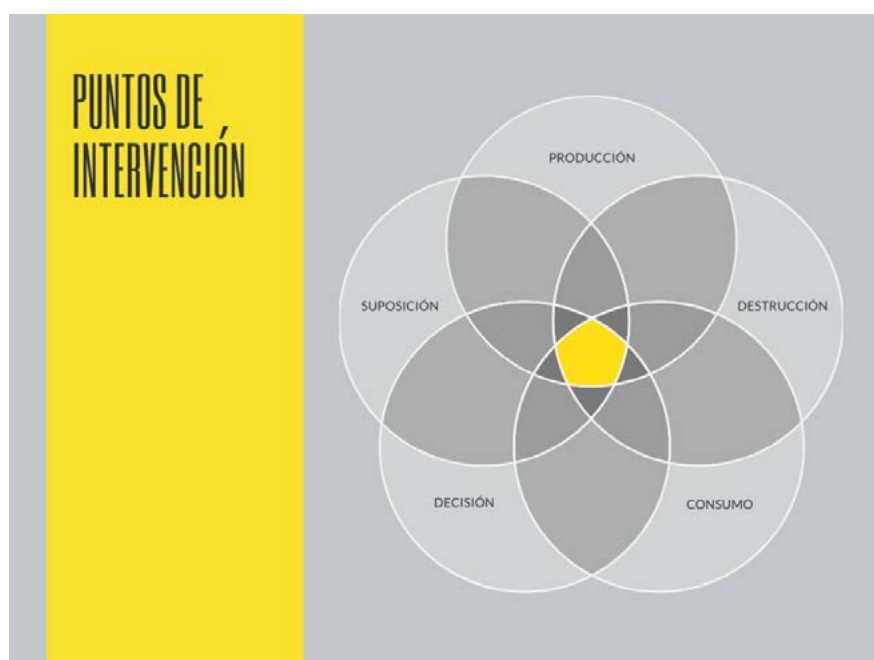 PUNTOS DE
INTERVENCIÓN
PRODUCCIÓN
SUPOSICIÓN
DESTRUCCIÓN
DECISIÓN
CONSUMO